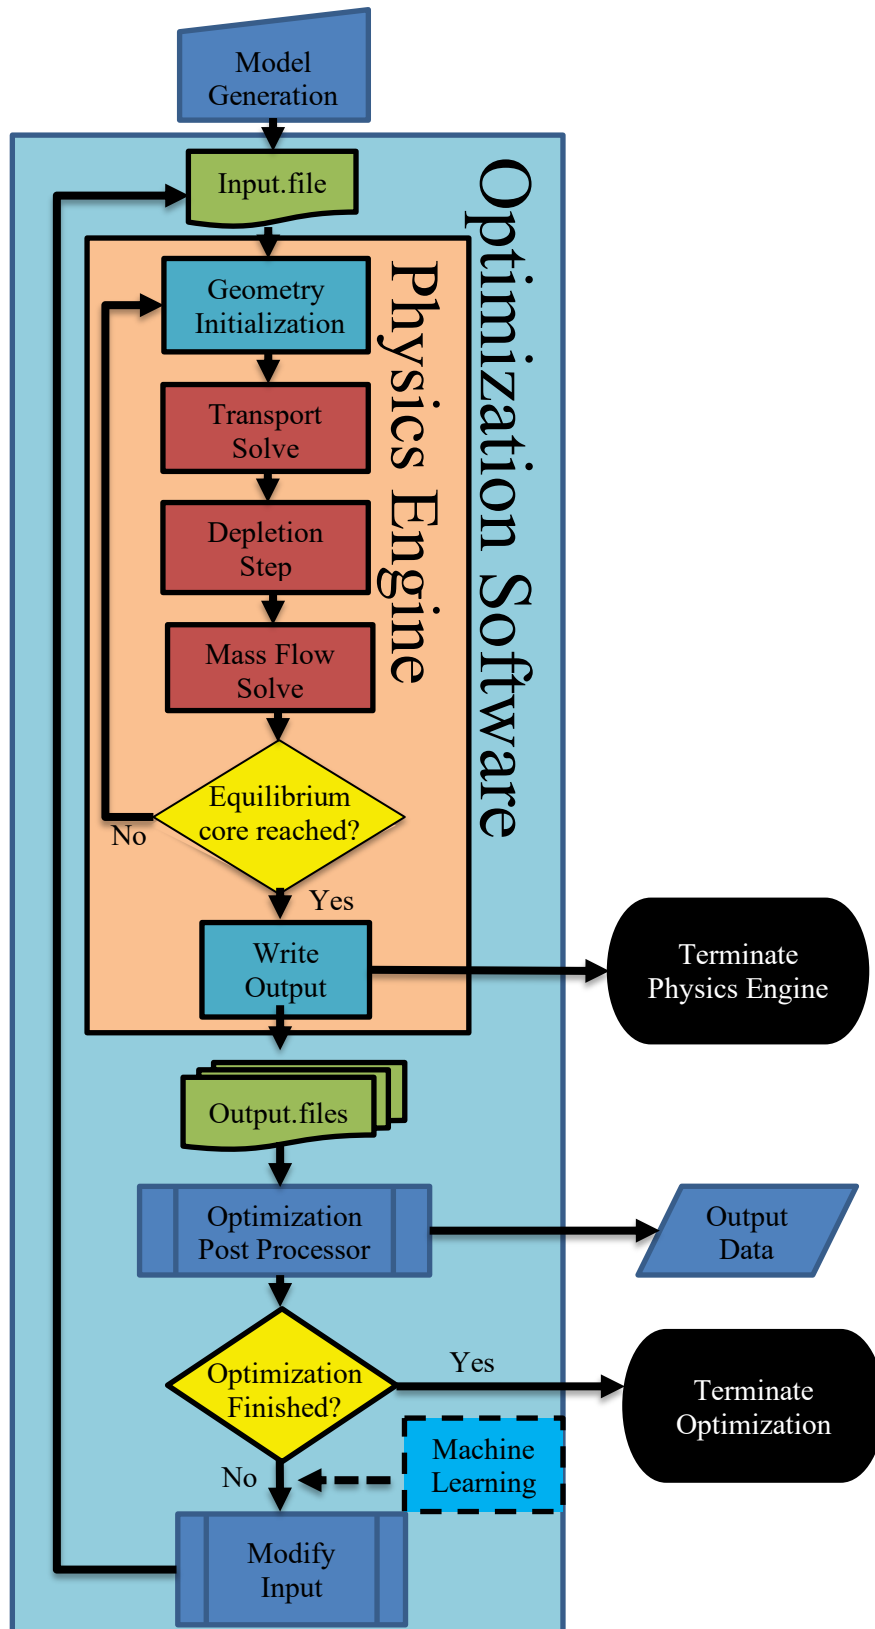 Model
Generation
Input.file
Optimization Software
Physics Engine
Geometry
Initialization
Transport
Solve
Depletion
Step
Mass Flow
Solve
Equilibrium
core reached?
No
Yes
Write
Output
Terminate
Physics Engine
Output.files
Optimization
Post Processor
Output
Data
Optimization
Finished?
Yes
Terminate
Optimization
No
Machine
Learning
Modify
Input